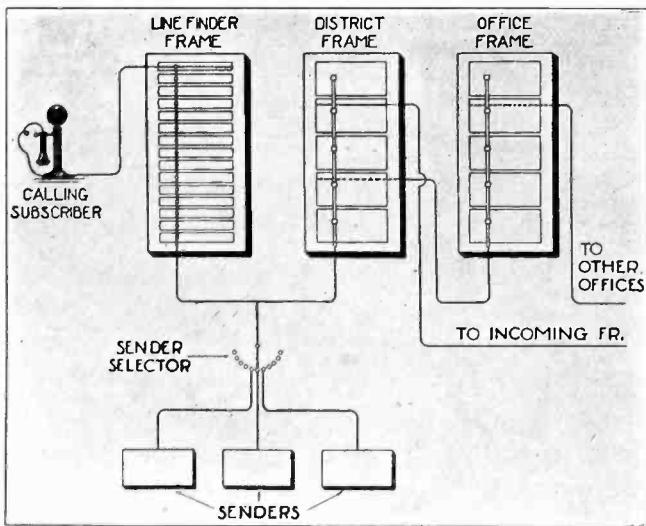 LINE FINDER
FRAME
DISTRICT
FRAME
OFFICE
FRAME
CALLING
SUBSCRIBER
TO
OTHER.
OFFICES
TO INCOMING FR.
SENDER
SELECTOR
SENDERS